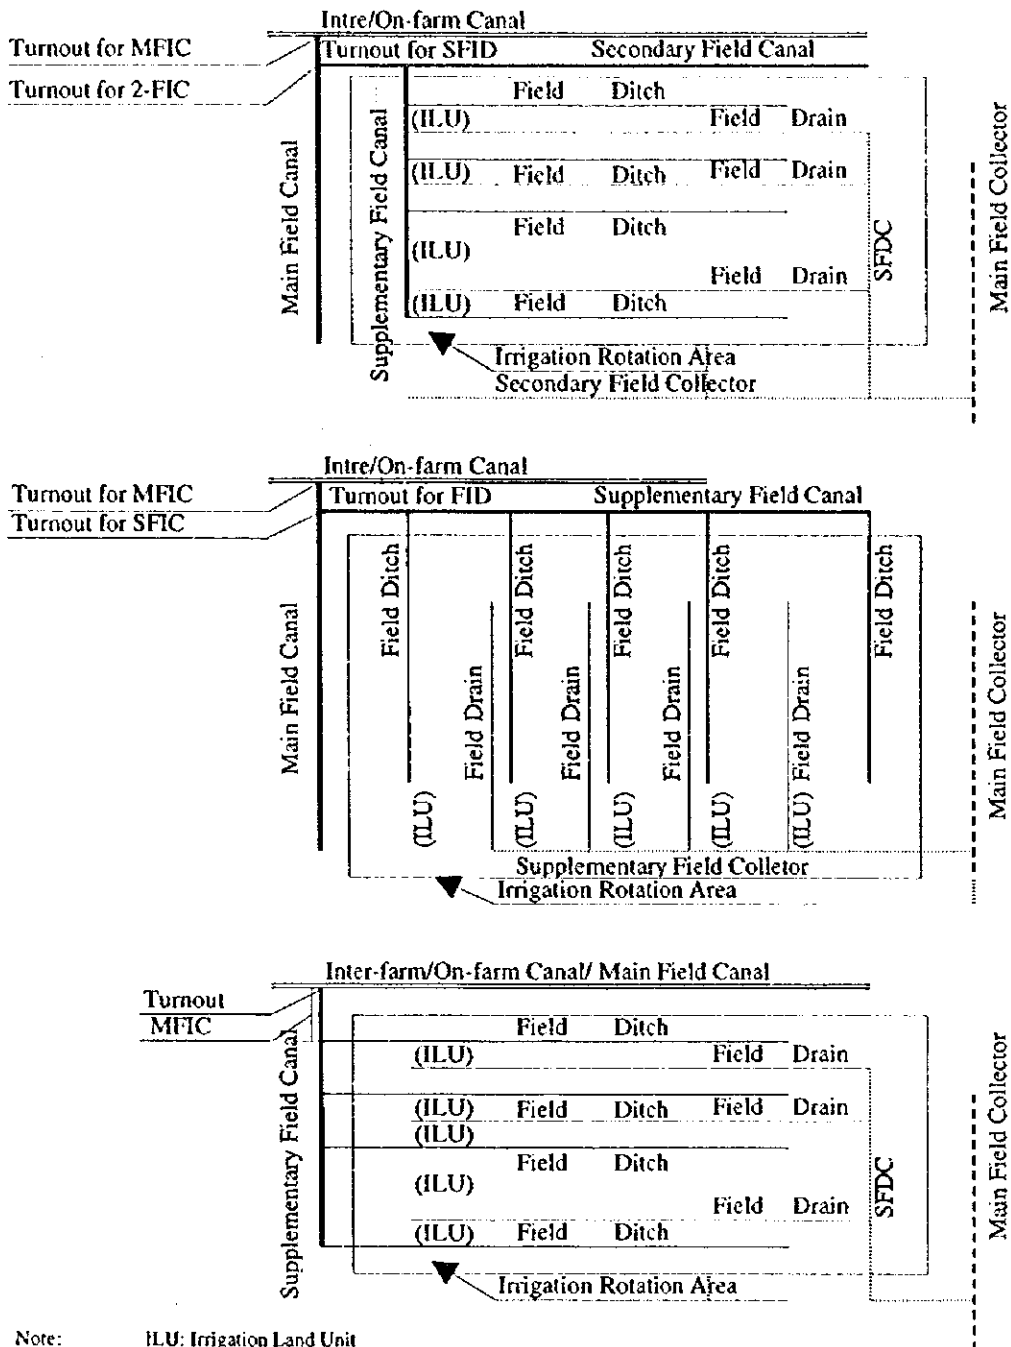 Intre/On-farm Canal
Turnout for MFIC
Turnout for SFID Secondary Field Canal
Turnout for 2-FIC
Field Ditch
(ILU) Field Drain
(ILU) Field Ditch Field Drain
Field Ditch
(ILU)
Field Drain
(ILU) Field Ditch
Main Field Canal
Supplementary Field Canal
SFDC
Main Field Collector
Irrigation Rotation Area
Secondary Field Collector
Intre/On-farm Canal
Turnout for MFIC
Turnout for FID Supplementary Field Canal
Turnout for SFIC
Main Field Canal
Field Ditch
Field Drain
Field Ditch
Field Drain
Field Ditch
Field Drain
Field Ditch
Field Drain
Field Ditch
(ILU)
(ILU)
(ILU)
(ILU)
(ILU)
Main Field Collector
Supplementary Field Colletor
Irrigation Rotation Area
Inter-farm/On-farm Canal/ Main Field Canal
Turnout
MFIC
Field Ditch
(ILU) Field Drain
(ILU) Field Ditch Field Drain
(ILU)
Field Ditch
(ILU)
Field Drain
(ILU) Field Ditch
Supplementary Field Canal
SFDC
Main Field Collector
Irrigation Rotation Area
Note: ILU: Irrigation Land Unit